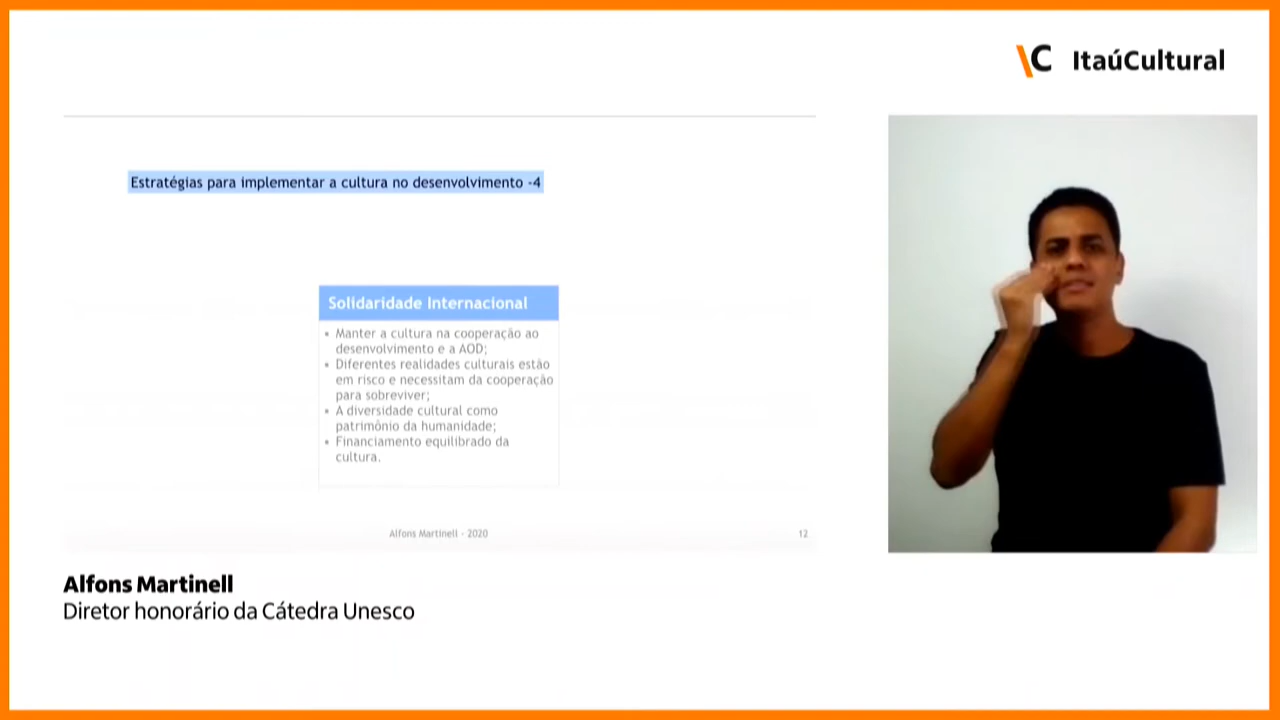 \C ItaúCultural
Estratégias para implementar a cultura no desenvolvimento -4
Solidaridade Internacional
• Manter a cultura na cooperação ao
desenvolvimento e a AOD;
• Diferentes realidades culturais estão
em risco e necessitam da cooperação
para sobreviver;
• A diversidade cultural como
patrimônio da humanidade;
• Financiamento equilibrado da
cultura.
Alfons Martinell - 2020
12
Alfons Martinell
Diretor honorário da Cátedra Unesco